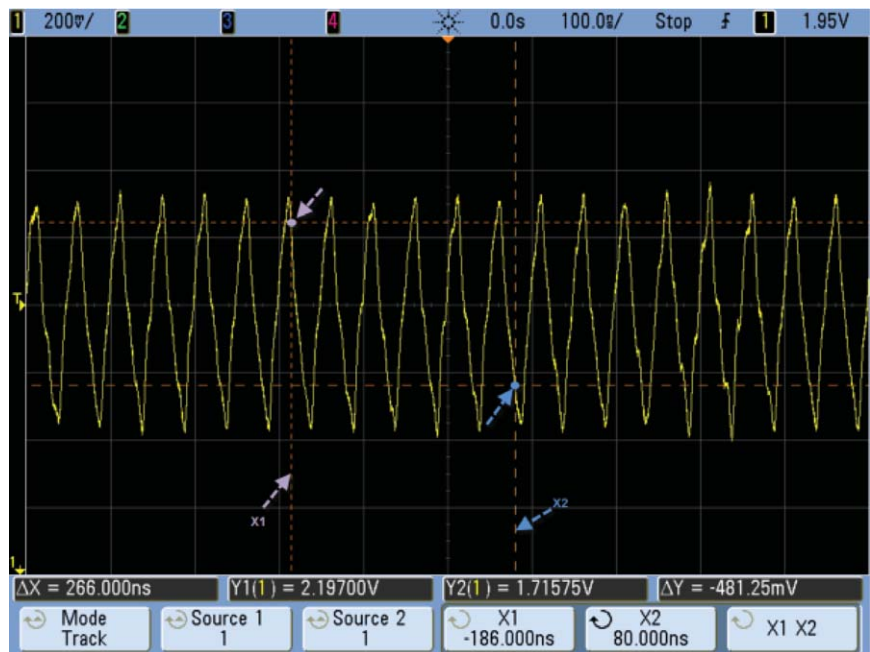 1 200mV/ 2 3 4 0.0s 100.0s/ Stop 1 1.95V
T
X1
X2
1
ΔX = 266.000ns Y1(1) = 2.19700V Y2(1) = 1.71575V ΔY = -481.25mV
Mode Source 1 Source 2 X1 X2 X1 X2
Track 1 1 -186.000ns 80.000ns